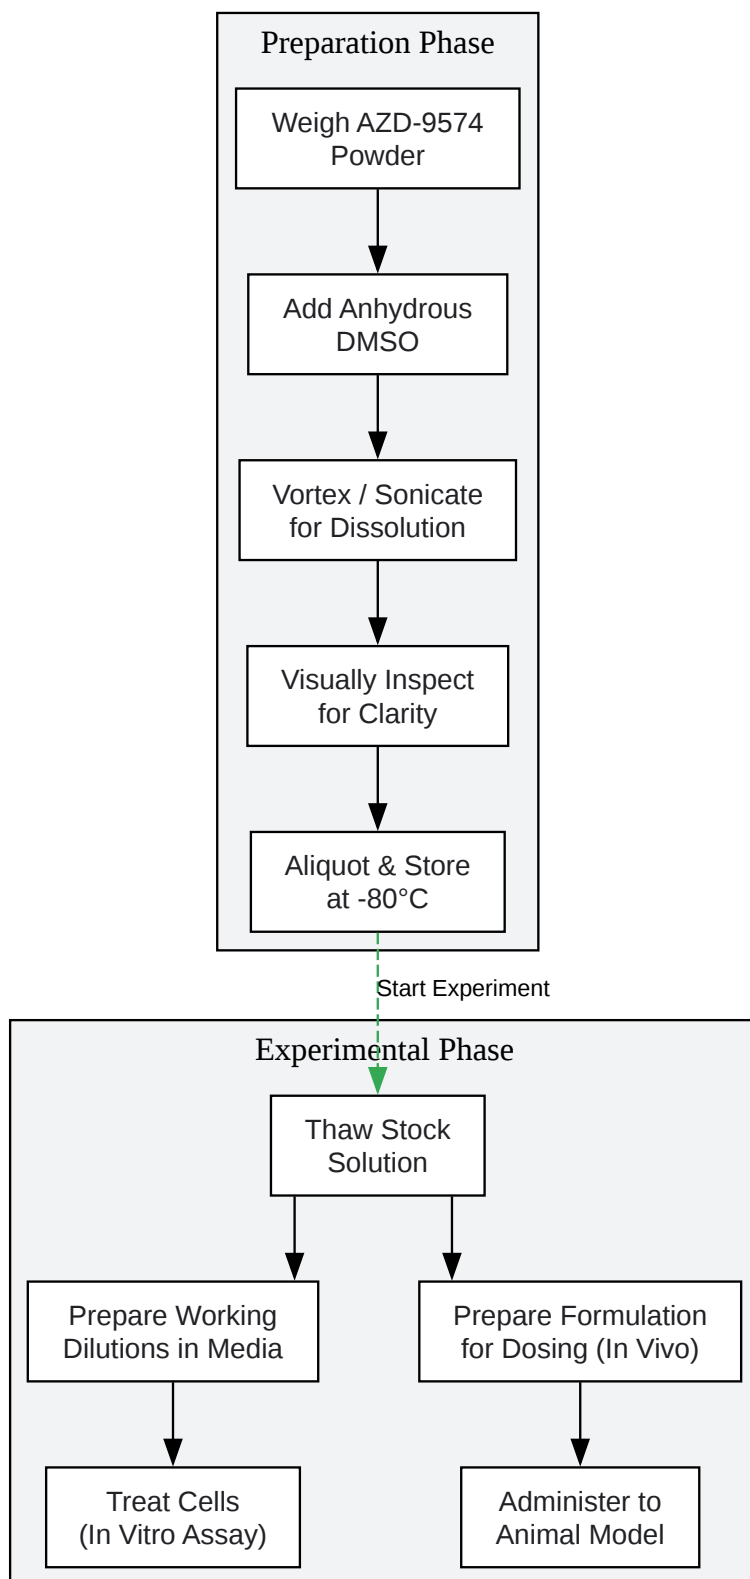 Preparation Phase
Weigh AZD-9574
Powder
Add Anhydrous
DMSO
Vortex / Sonicate
for Dissolution
Visually Inspect
for Clarity
Aliquot & Store
at -80°C
Start Experiment
Experimental Phase
Thaw Stock
Solution
Prepare Working
Dilutions in Media
Prepare Formulation
for Dosing (In Vivo)
Treat Cells
(In Vitro Assay)
Administer to
Animal Model